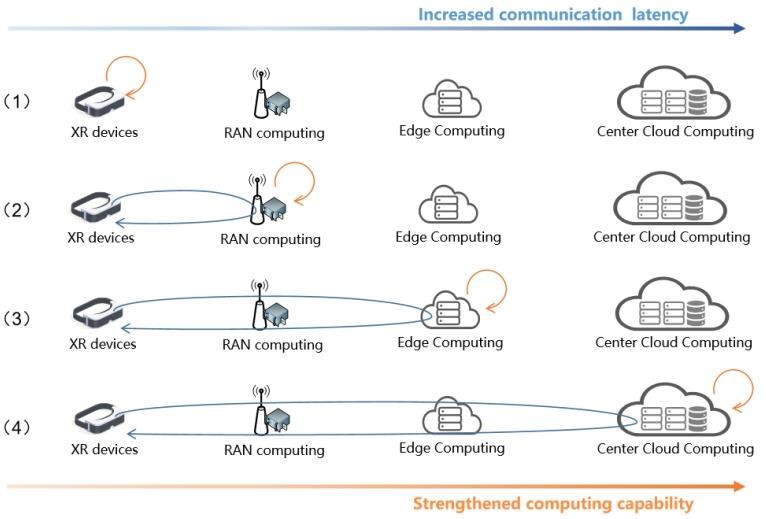 Increased communication latency
(1)
XR devices RAN computing Edge Computing Center Cloud Computing
(2)
XR devices RAN computing Edge Computing Center Cloud Computing
(3)
XR devices RAN computing Edge Computing Center Cloud Computing
(4)
XR devices RAN computing Edge Computing Center Cloud Computing
Strengthened computing capability